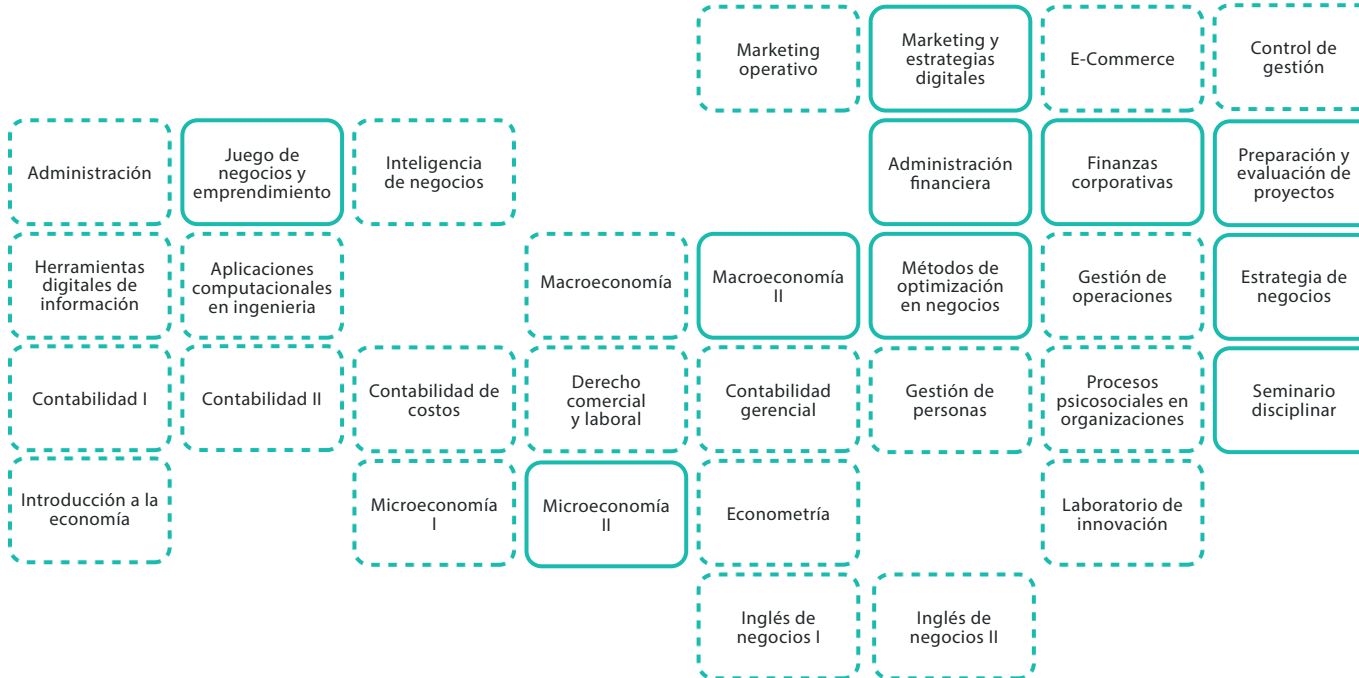 Marketing
operativo
Marketing y
estrategias
digitales
E-Commerce
Control de
gestión
Administración
Juego de
negocios y
emprendimiento
Inteligencia
de negocios
Administración
financiera
Finanzas
corporativas
Preparación y
evaluación de
proyectos
Herramientas
digitales de
información
Aplicaciones
computacionales
en ingenieria
Macroeconomía
Macroeconomía
II
Métodos de
optimización
en negocios
Gestión de
operaciones
Estrategia de
negocios
Contabilidad I
Contabilidad II
Contabilidad de
costos
Derecho
comercial
y laboral
Contabilidad
gerencial
Gestión de
personas
Procesos
psicosociales en
organizaciones
Seminario
disciplinar
Introducción a la
economía
Microeconomía
I
Microeconomía
II
Econometría
Laboratorio de
innovación
Inglés de
negocios I
Inglés de
negocios II